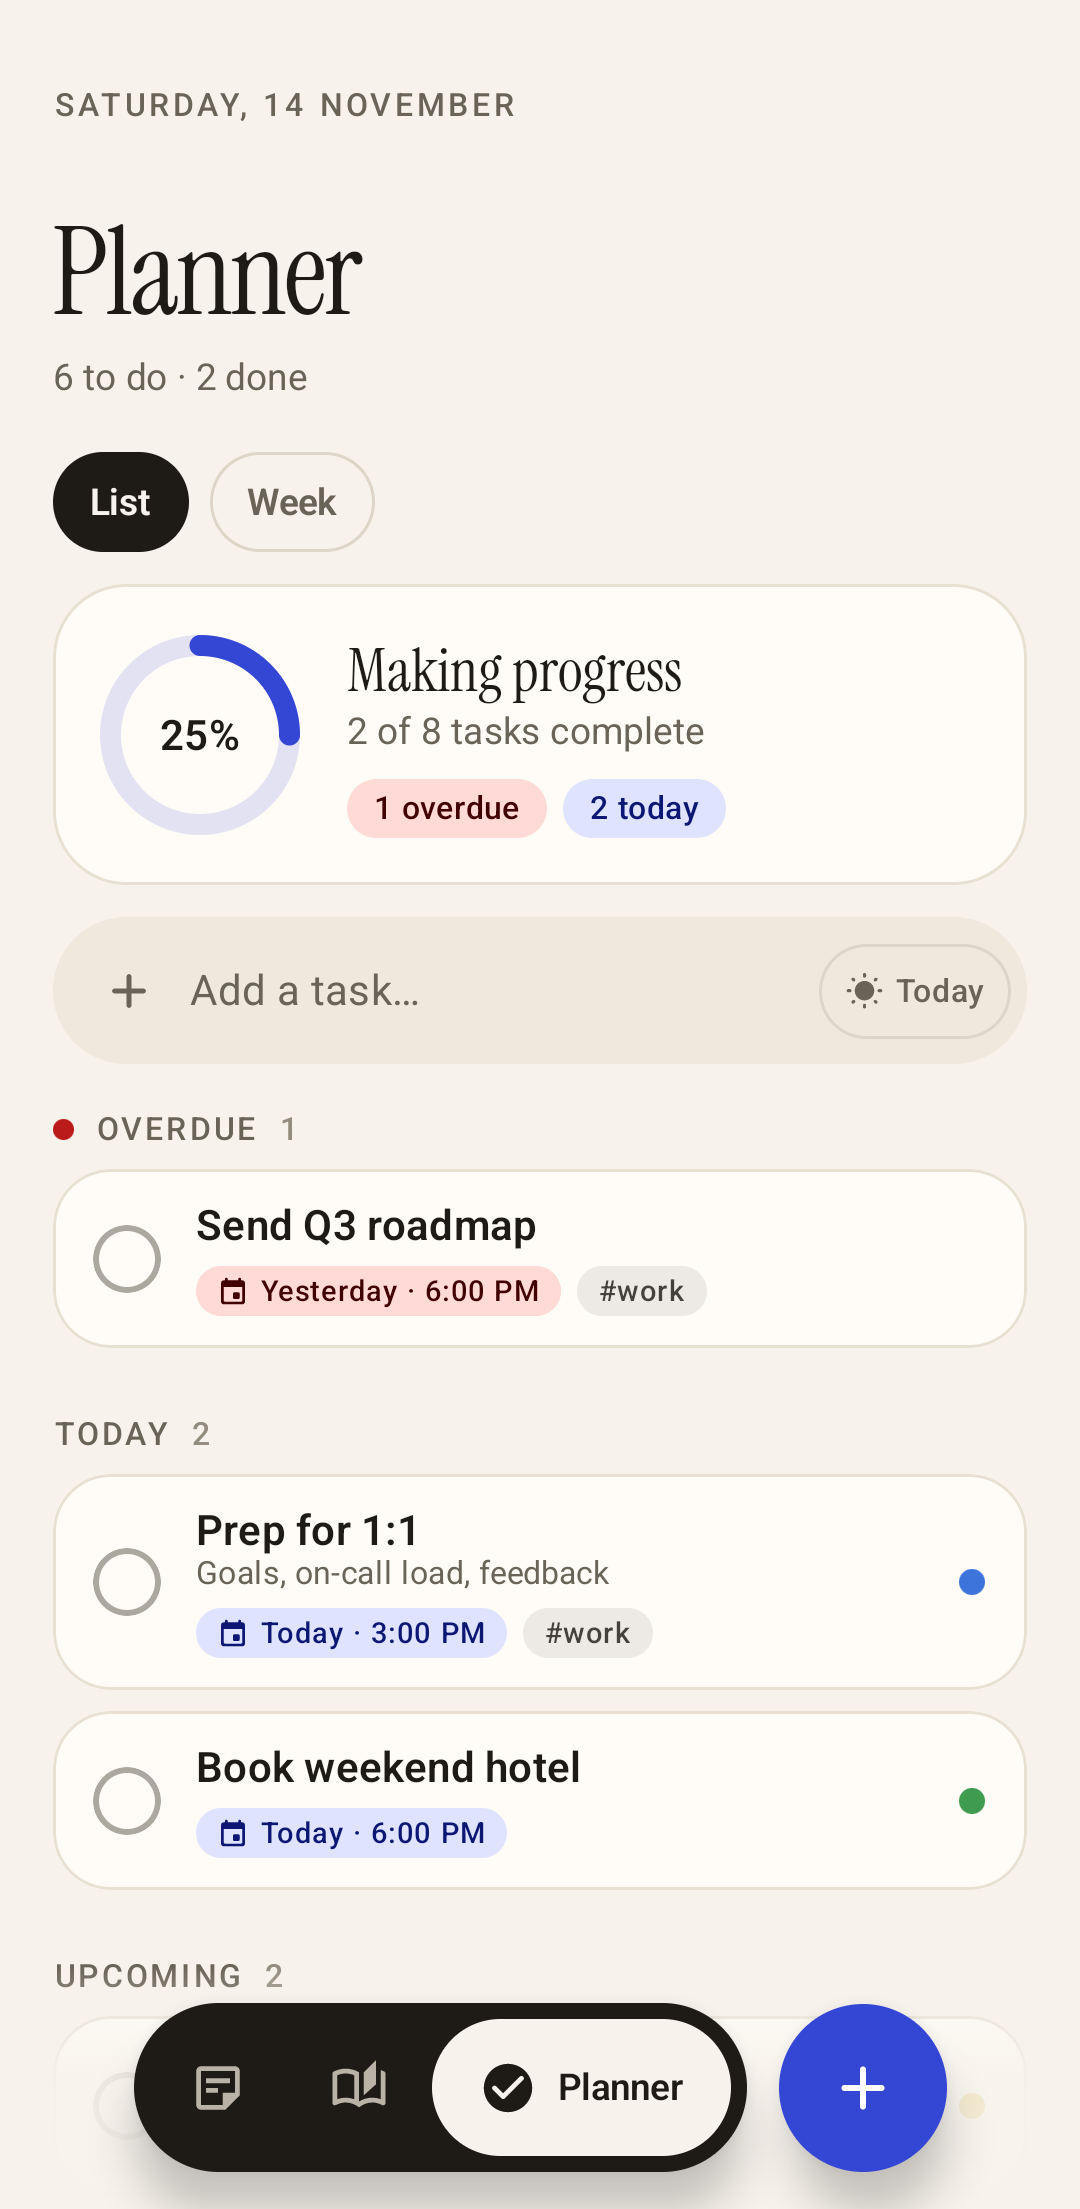 SATURDAY, 14 NOVEMBER
Planner
6 to do · 2 done
List
Week
25%
Making progress
2 of 8 tasks complete
1 overdue
2 today
Add a task…
Today
OVERDUE 1
Send Q3 roadmap
Yesterday · 6:00 PM
#work
TODAY 2
Prep for 1:1
Goals, on-call load, feedback
Today · 3:00 PM
#work
Book weekend hotel
Today · 6:00 PM
UPCOMING 2
Planner